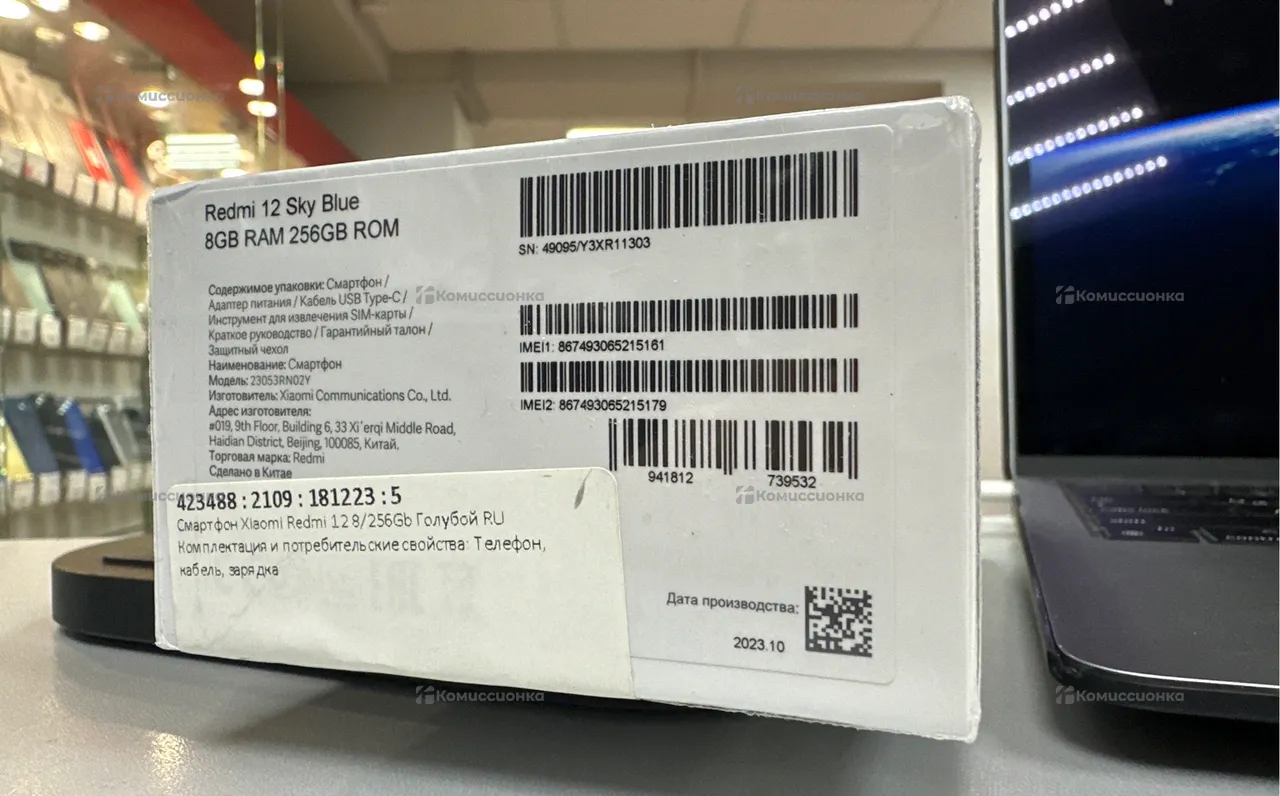 Redmi 12 Sky Blue
8GB RAM 256GB ROM
Содержимое упаковки: Смартфон /
Адаптер питания / Кабель USB Type-C /
Инструмент для извлечения SIM-карты /
Краткое руководство / Гарантийный талон /
Защитный чехол
Наименование: Смартфон
Модель: 23053RN02Y
Изготовитель: Xiaomi Communications Co., Ltd.
Адрес изготовителя:
#019, 9th Floor, Building 6, 33 Xi'erqi Middle Road,
Haidian District, Beijing, 100085, Китай.
Торговая марка: Redmi
Сделано в Китае
SN: 49095/Y3XR11303
IMEI1: 867493065215161
IMEI2: 867493065215179
941812 739532
Дата производства:
2023.10
423488 : 2109 : 181223 : 5
Смартфон Xiaomi Redmi 12 8/256Gb Голубой RU
Комплектация и потребительские свойства: Телефон,
кабель, зарядка
Комиссионка
Комиссионка
Комиссионка
Комиссионка
Комиссионка
Комиссионка
Комиссионка